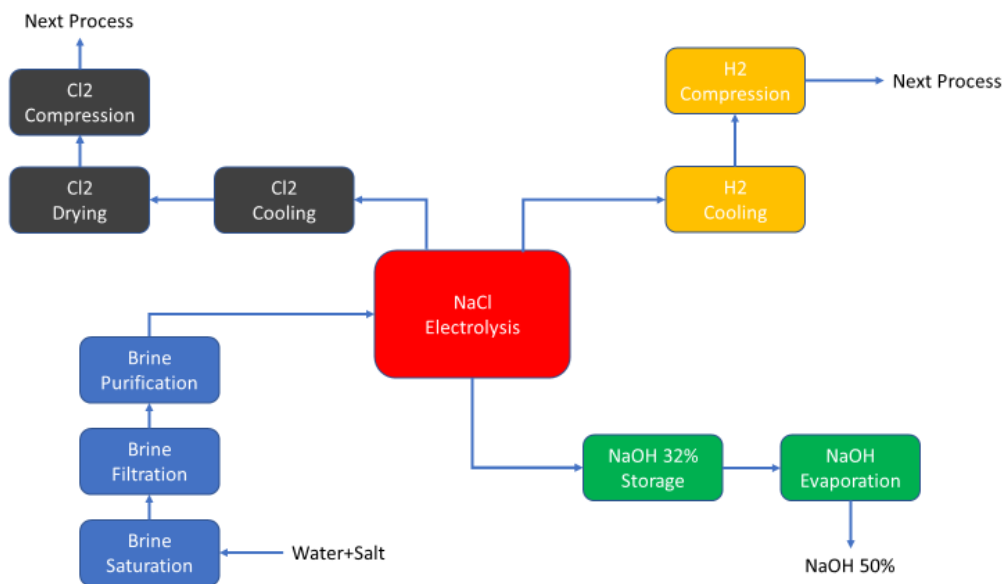 Next Process
Cl2
Compression
H2
Compression
Next Process
Cl2
Drying
Cl2
Cooling
H2
Cooling
NaCl
Electrolysis
Brine
Purification
Brine
Filtration
NaOH 32%
Storage
NaOH
Evaporation
Brine
Saturation
Water+Salt
NaOH 50%